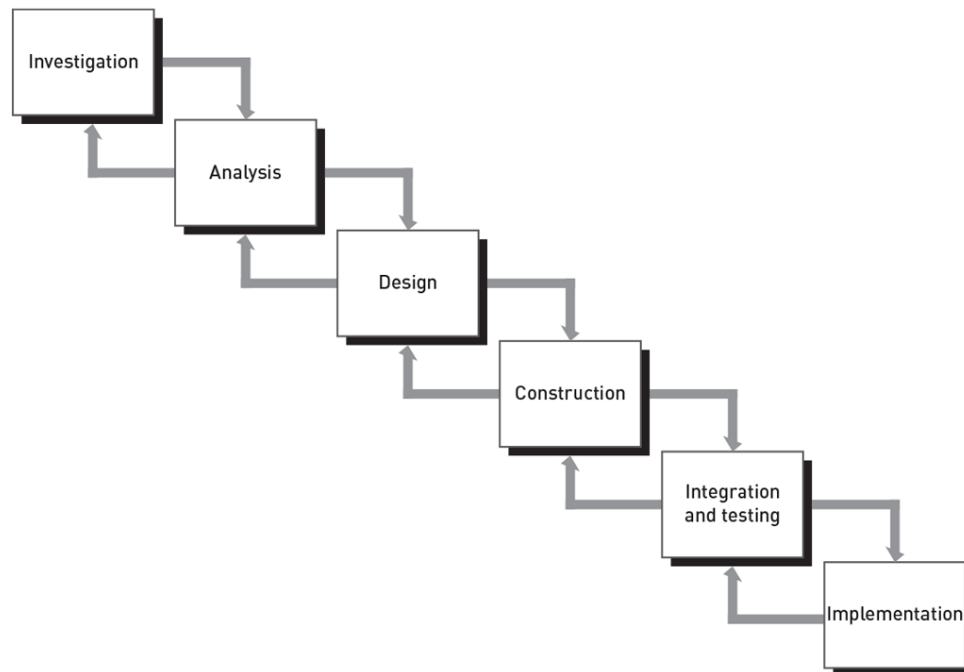 Investigation
Analysis
Design
Construction
Integration
and testing
Implementation